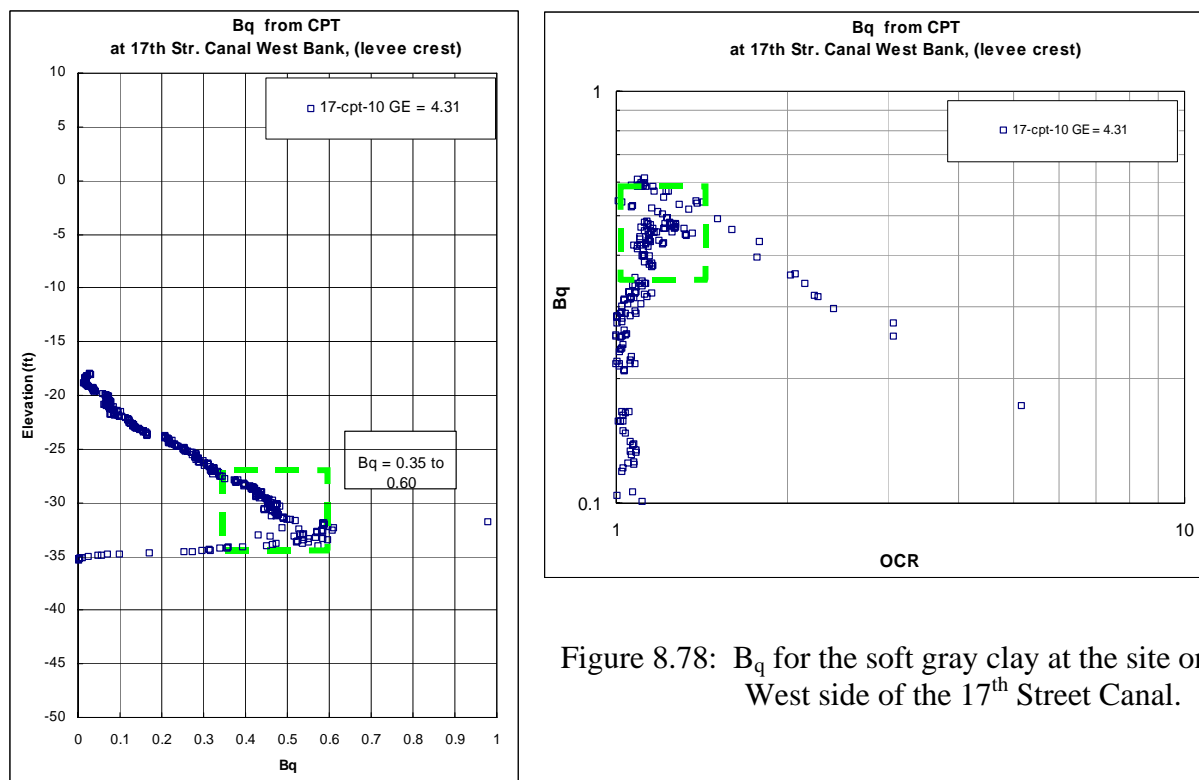 Bq from CPT
at 17th Str. Canal West Bank, (levee crest)
10
5
0
-5
-10
-15
-20
-25
-30
-35
-40
-45
-50
Elevation (ft)
17-cpt-10 GE = 4.31
Bq = 0.35 to
0.60
0 0.1 0.2 0.3 0.4 0.5 0.6 0.7 0.8 0.9 1
Bq
Bq from CPT
at 17th Str. Canal West Bank, (levee crest)
1
0.1
Bq
17-cpt-10 GE = 4.31
1 10
OCR
Figure 8.78: Bq for the soft gray clay at the site
West side of the 17th Street Canal.